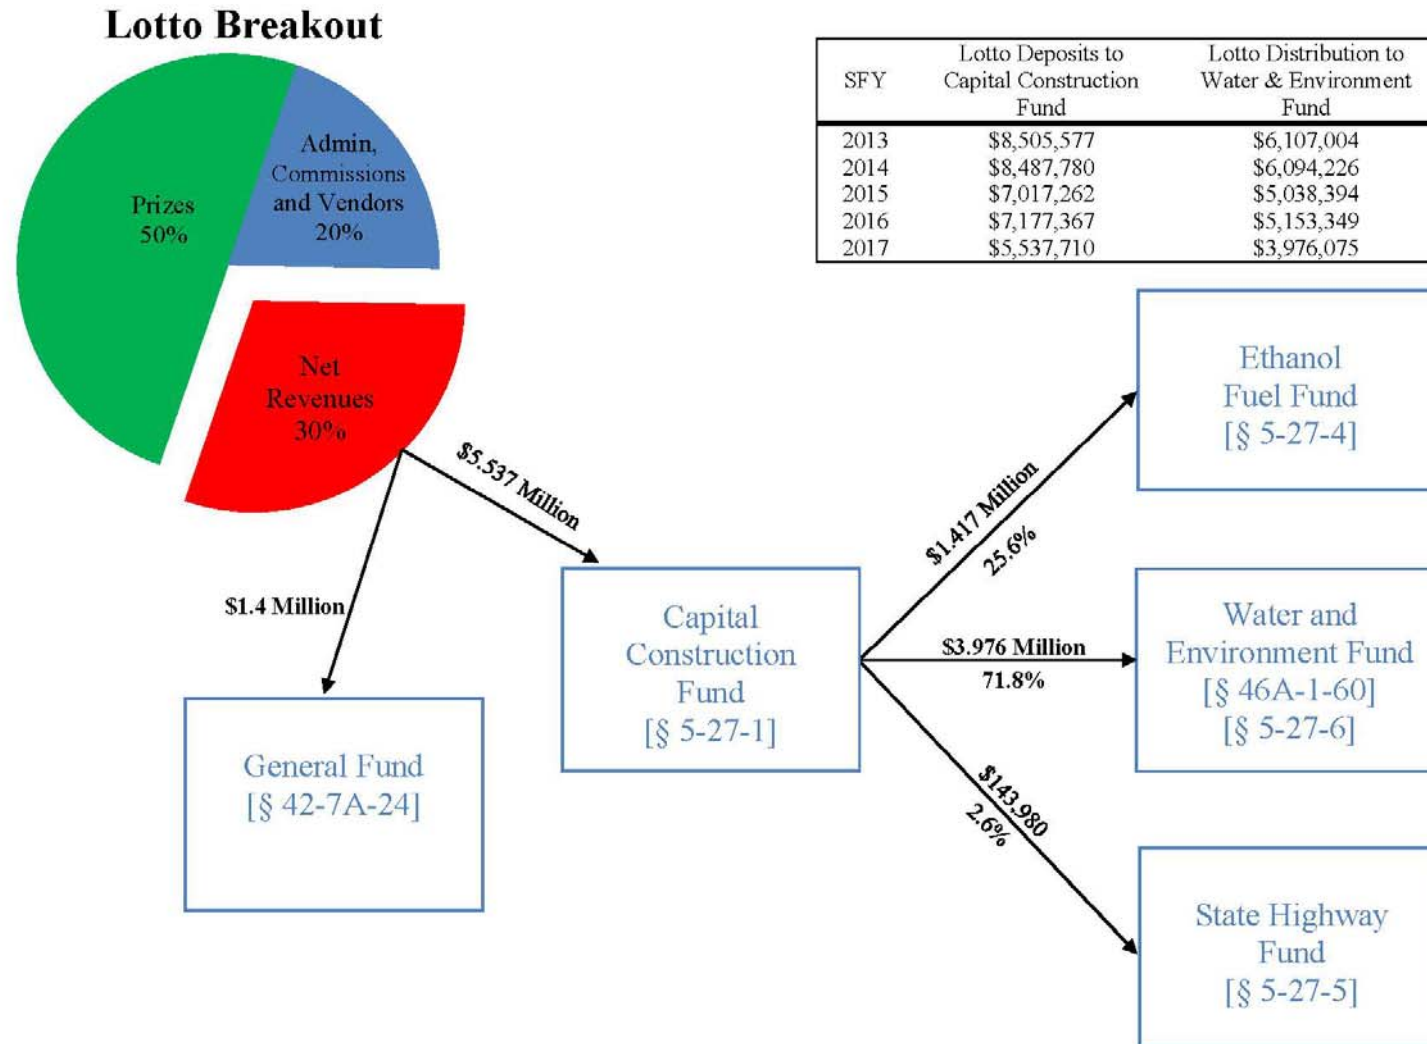 Lotto Breakout
Prizes
50%
Admin,
Commissions
and Vendors
20%
Net
Revenues
30%
SFY Lotto Deposits to Capital Construction Fund Lotto Distribution to Water & Environment Fund
2013 $8,505,577 $6,107,004
2014 $8,487,780 $6,094,226
2015 $7,017,262 $5,038,394
2016 $7,177,367 $5,153,349
2017 $5,537,710 $3,976,075
$5.537 Million
$1.4 Million
General Fund
[§ 42-7A-24]
Capital
Construction
Fund
[§ 5-27-1]
$1.417 Million
25.6%
Ethanol
Fuel Fund
[§ 5-27-4]
$3.976 Million
71.8%
Water and
Environment Fund
[§ 46A-1-60]
[§ 5-27-6]
$143,980
2.6%
State Highway
Fund
[§ 5-27-5]